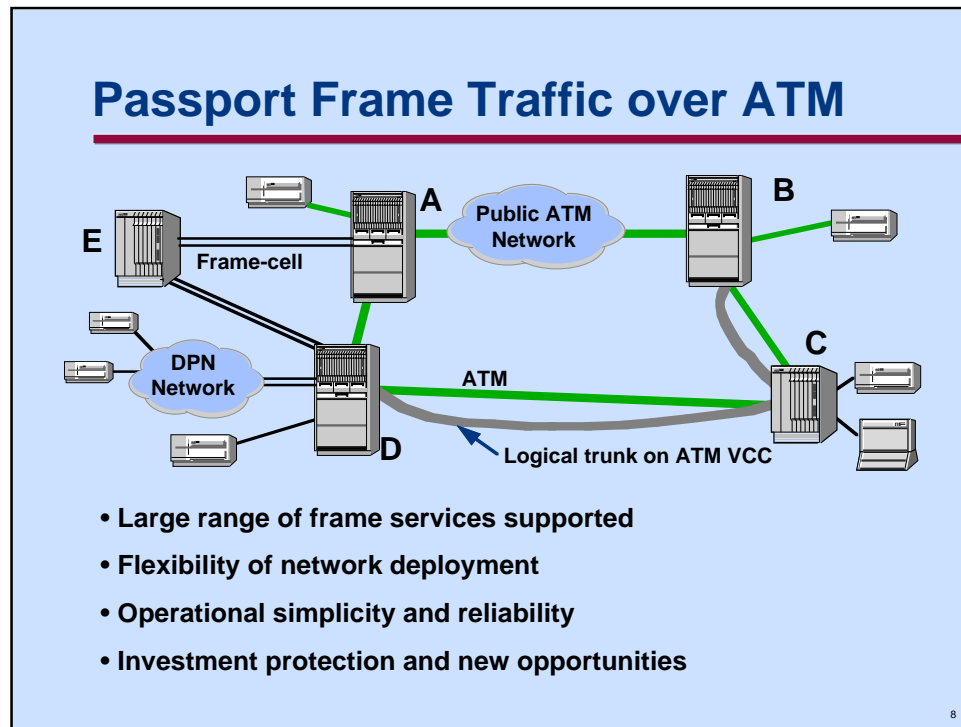 Passport Frame Traffic over ATM
A
B
Public ATM
Network
E
Frame-cell
C
DPN
Network
ATM
D
Logical trunk on ATM VCC
• Large range of frame services supported
• Flexibility of network deployment
• Operational simplicity and reliability
• Investment protection and new opportunities
8